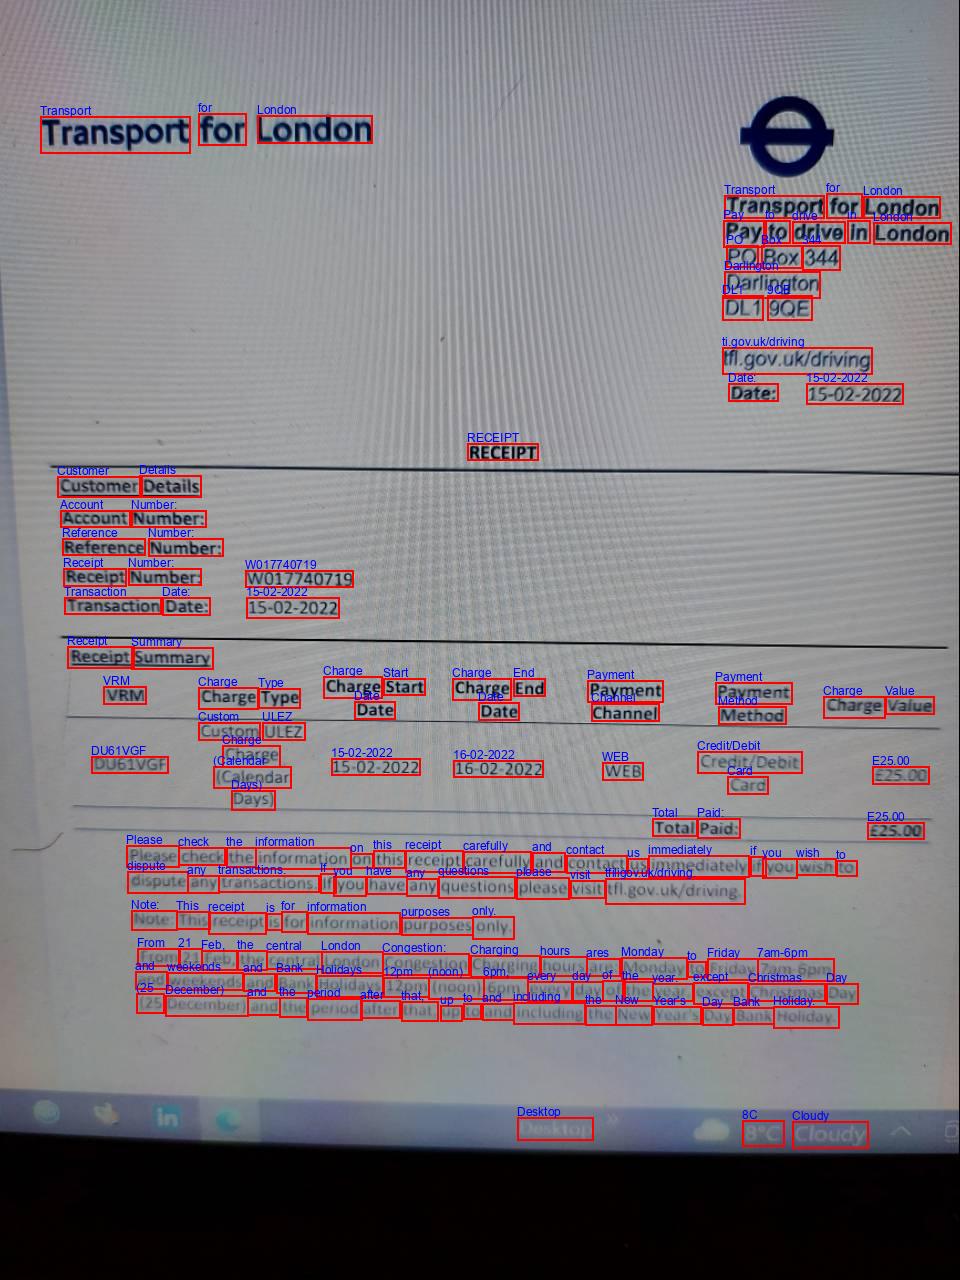 Transport for London
Transport for London
Pay to drive in London
PO Box 344
Darlington
DL1 9QE
tfl.gov.uk/driving
Date: 15-02-2022
RECEIPT
Customer Details
Account Number:
Reference Number:
Receipt Number: W017740719
Transaction Date: 15-02-2022
Receipt Summary
VRM Charge Type Charge Start Date Charge End Date Payment Channel Payment Method Charge Value
DU61VGF Custom ULEZ Charge (Calendar Days) 15-02-2022 16-02-2022 WEB Credit/Debit Card £25.00
Total Paid: £25.00
Please check the information on this receipt carefully and contact us immediately if you wish to
dispute any transactions. If you have any questions please visit tfl.gov.uk/driving.
Note: This receipt is for information purposes only.
From 21 Feb, the central London Congestion Charging hours are: Monday to Friday 7am-6pm
and weekends and Bank Holidays 12pm (noon) 6pm, every day of the year except Christmas Day
(25 December) and the period after that, up to and including the New Year's Day Bank Holiday.
Desktop 8°C Cloudy